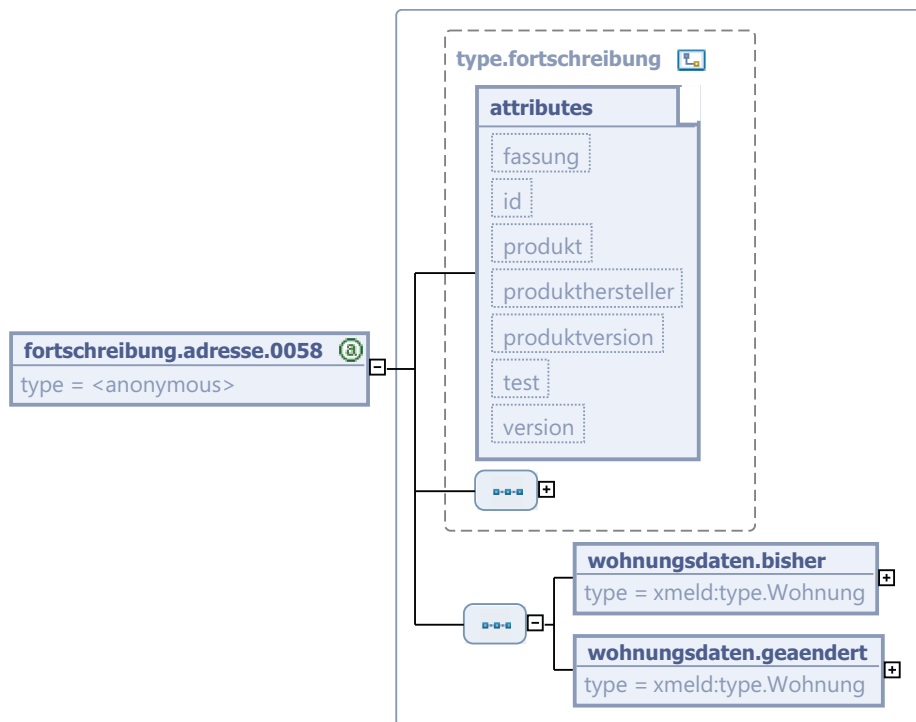 type.fortschreibung
attributes
fassung
id
produkt
produkthersteller
produktversion
test
version
fortschreibung.adresse.0058
type = <anonymous>
wohnungsdaten.bisher
type = xmeld:type.Wohnung
wohnungsdaten.geaendert
type = xmeld:type.Wohnung